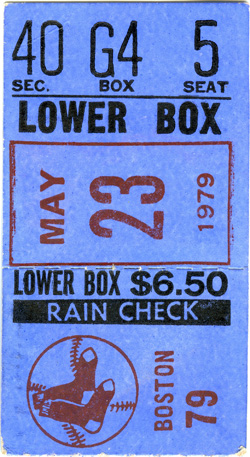 40 G4 5
SEC. BOX SEAT
LOWER BOX
MAY 23 1979
LOWER BOX $6.50
RAIN CHECK
BOSTON 79